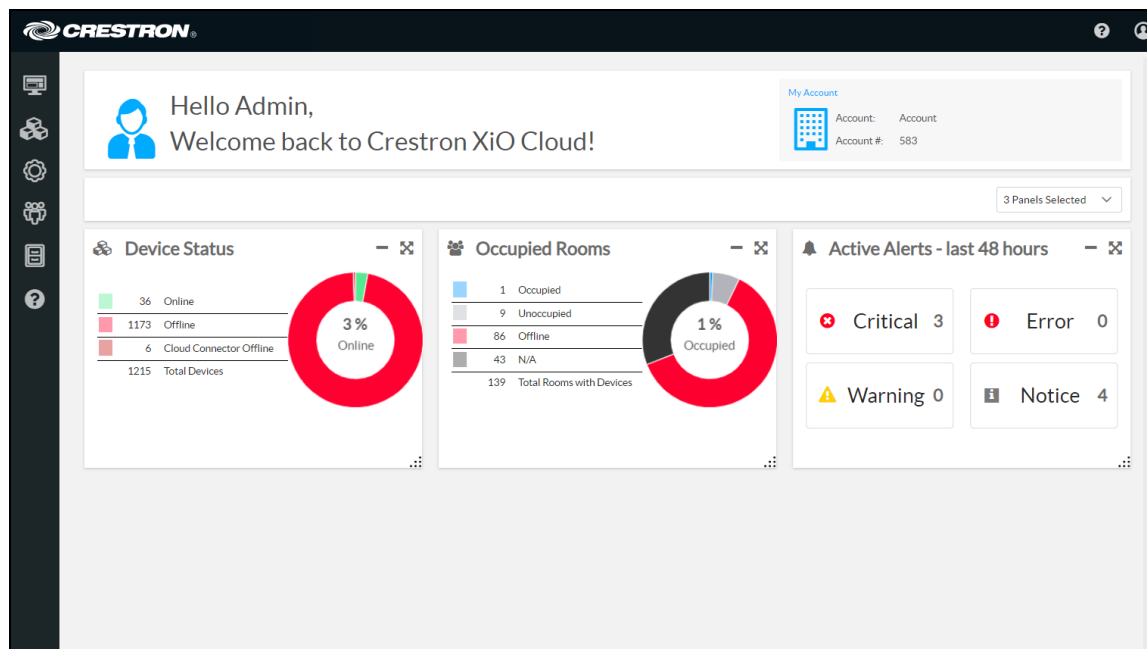 CRESTRON®
Hello Admin,
Welcome back to Crestron XiO Cloud!
My Account
Account: Account
Account #: 583
3 Panels Selected
Device Status
36 Online
1173 Offline
6 Cloud Connector Offline
1215 Total Devices
3 %
Online
Occupied Rooms
1 Occupied
9 Unoccupied
86 Offline
43 N/A
139 Total Rooms with Devices
1 %
Occupied
Active Alerts - last 48 hours
Critical 3
Error 0
Warning 0
Notice 4